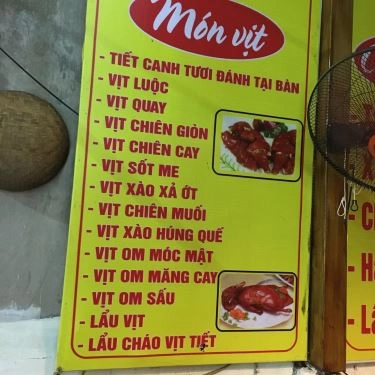 Món vịt
- TIẾT CANH TƯƠI ĐÁNH TẠI BÀN
- VỊT LUỘC
- VỊT QUAY
- VỊT CHIÊN GIÒN
- VỊT CHIÊN CAY
- VỊT SỐT ME
- VỊT XÀO XẢ ỚT
- VỊT CHIÊN MUỐI
- VỊT XÀO HÚNG QUẾ
- VỊT OM MÓC MẬT
- VỊT OM MĂNG CAY
- VỊT OM SẤU
- LẨU VỊT
- LẨU CHÁO VỊT TIẾT